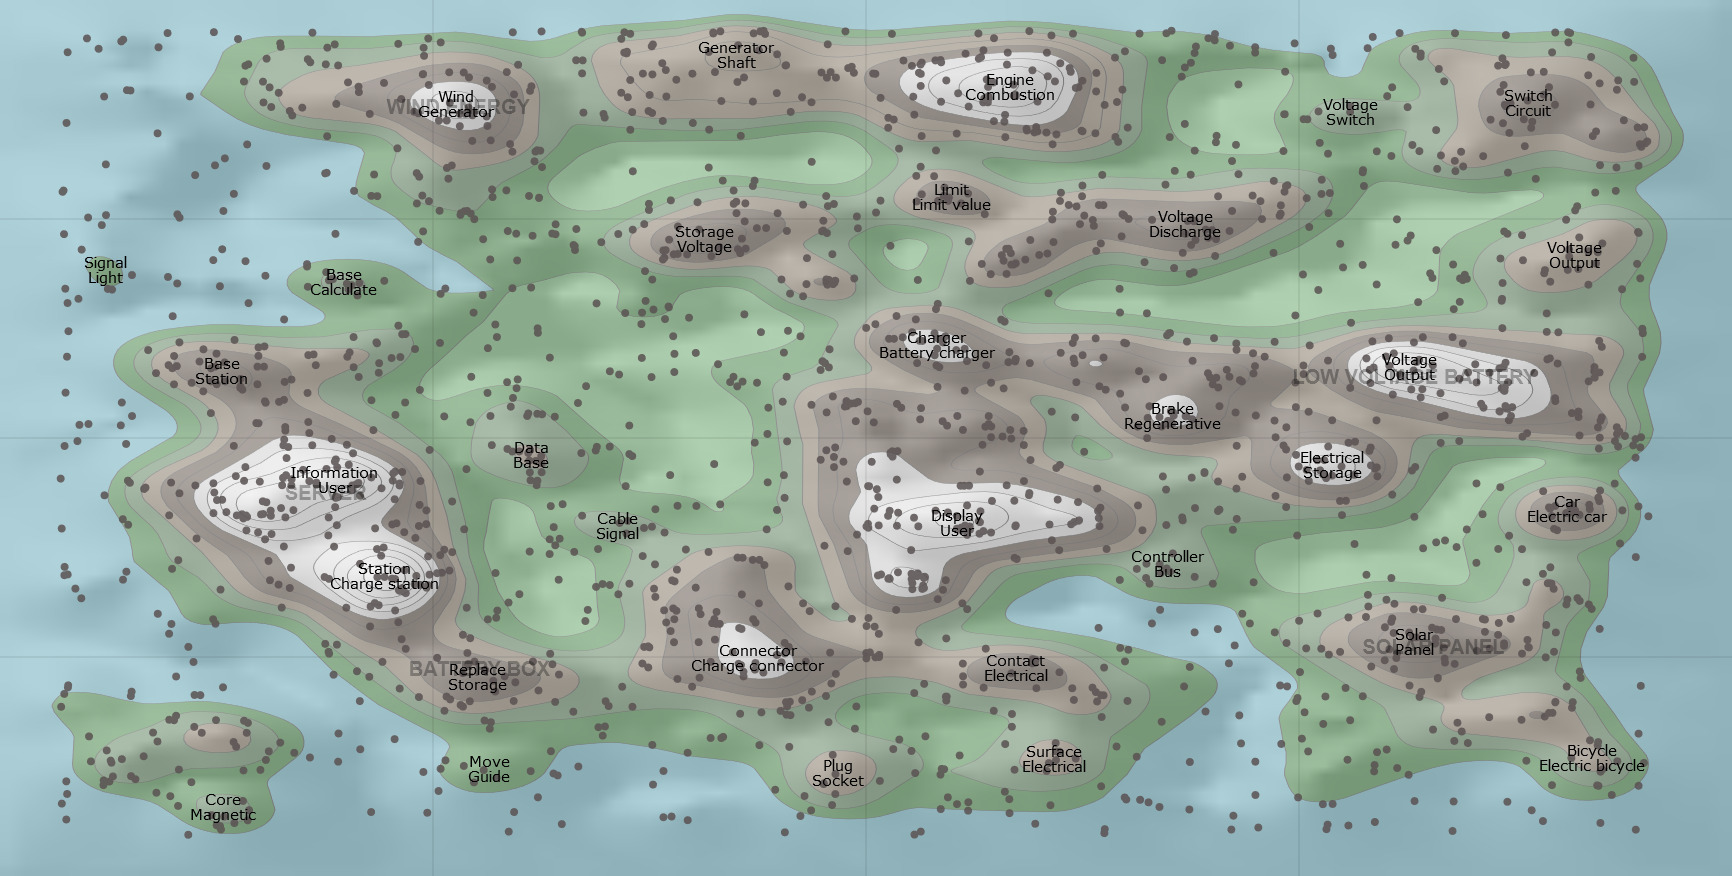 Generator
Shaft
Engine
Combustion
Wind
Generator
WIND ENERGY
Voltage
Switch
Switch
Circuit
Limit
Limit value
Storage
Voltage
Voltage
Discharge
Voltage
Output
Signal
Light
Base
Calculate
Charger
Battery charger
Base
Station
Voltage
Output
LOW VOLTAGE BATTERY
Brake
Regenerative
Data
Base
Electrical
Storage
Information
User
SERVER
Cable
Signal
Display
User
Car
Electric car
Controller
Bus
Station
Charge station
Connector
Charge connector
Solar
Panel
SOLAR PANEL
Replace
Storage
BATTERY BOX
Contact
Electrical
Move
Guide
Plug
Socket
Surface
Electrical
Bicycle
Electric bicycle
Core
Magnetic